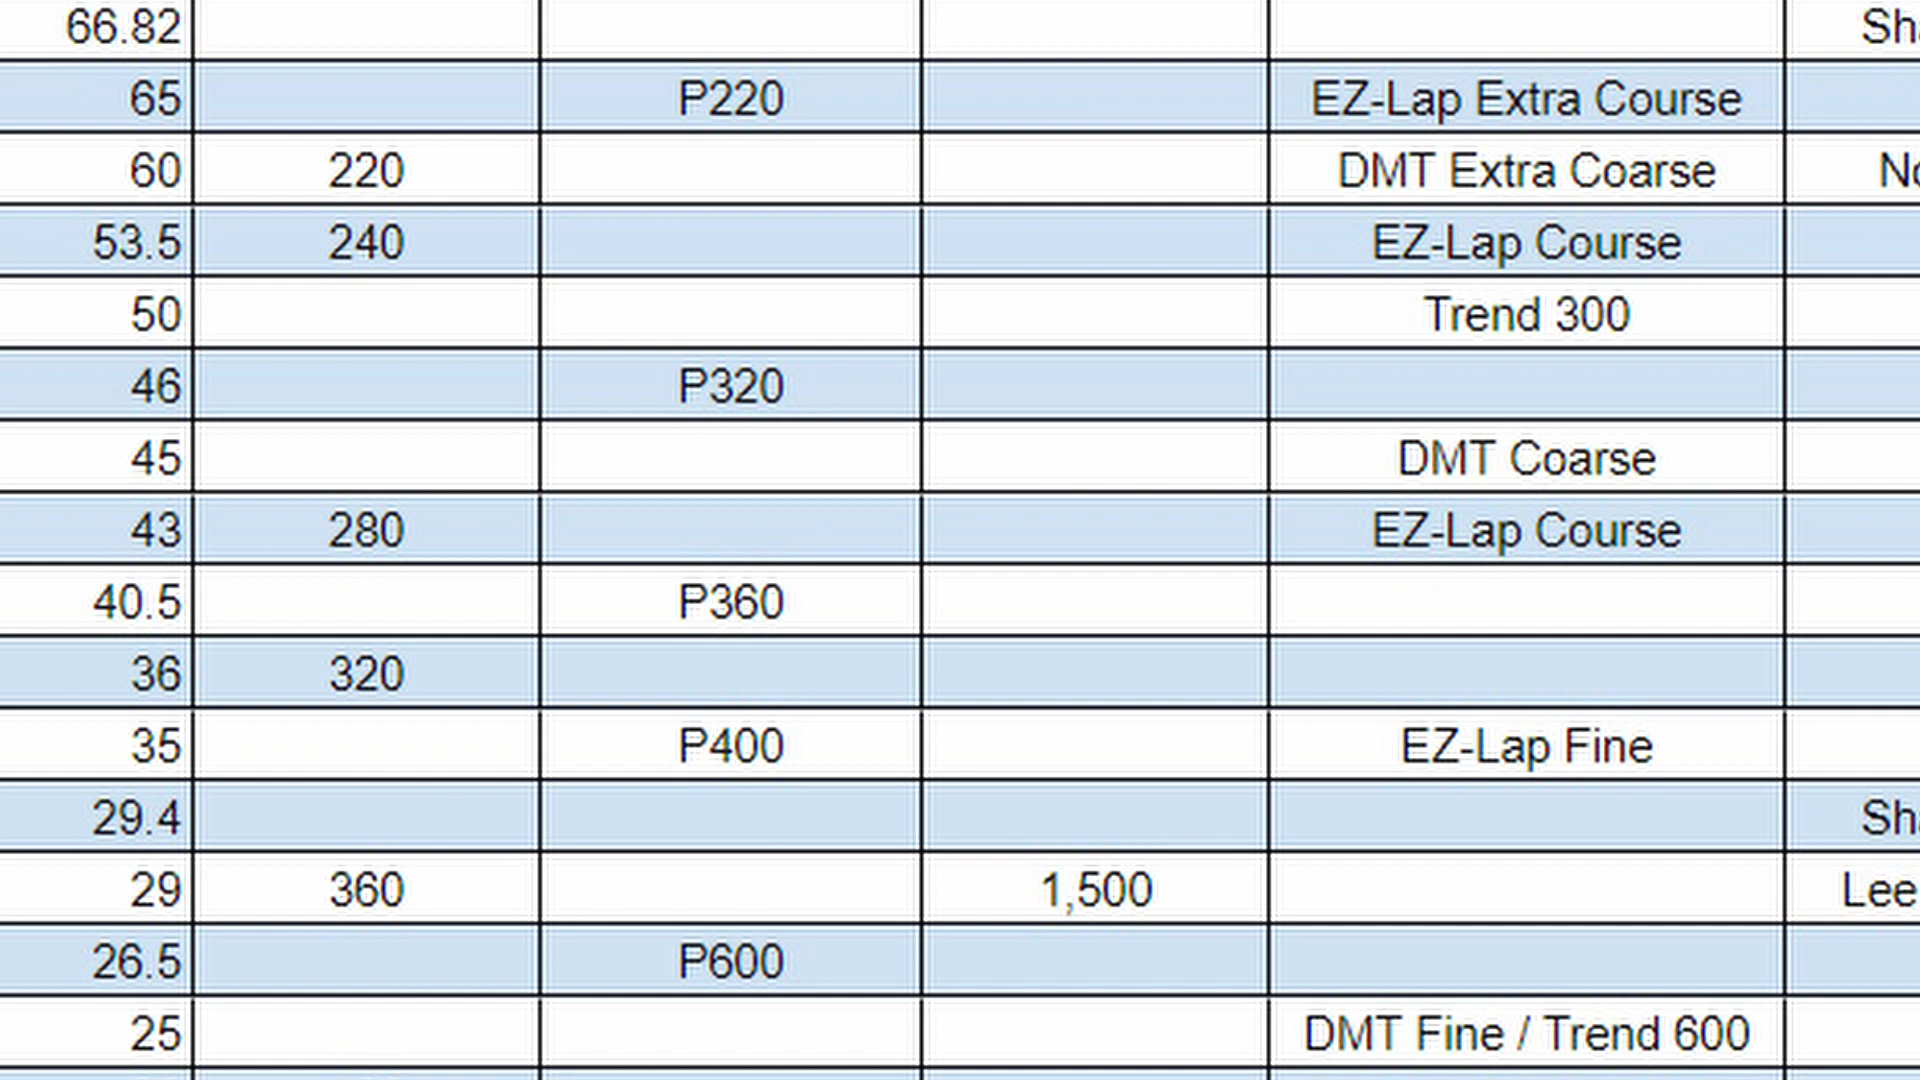 66.82
65 P220 EZ-Lap Extra Course
60 220 DMT Extra Coarse
53.5 240 EZ-Lap Course
50 Trend 300
46 P320
45 DMT Coarse
43 280 EZ-Lap Course
40.5 P360
36 320
35 P400 EZ-Lap Fine
29.4
29 360 1,500 Lee
26.5 P600
25 DMT Fine / Trend 600